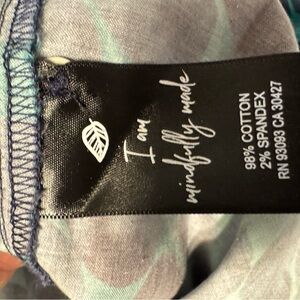 I am
mindfully made
98% COTTON
2% SPANDEX
RN 93093 CA 30427